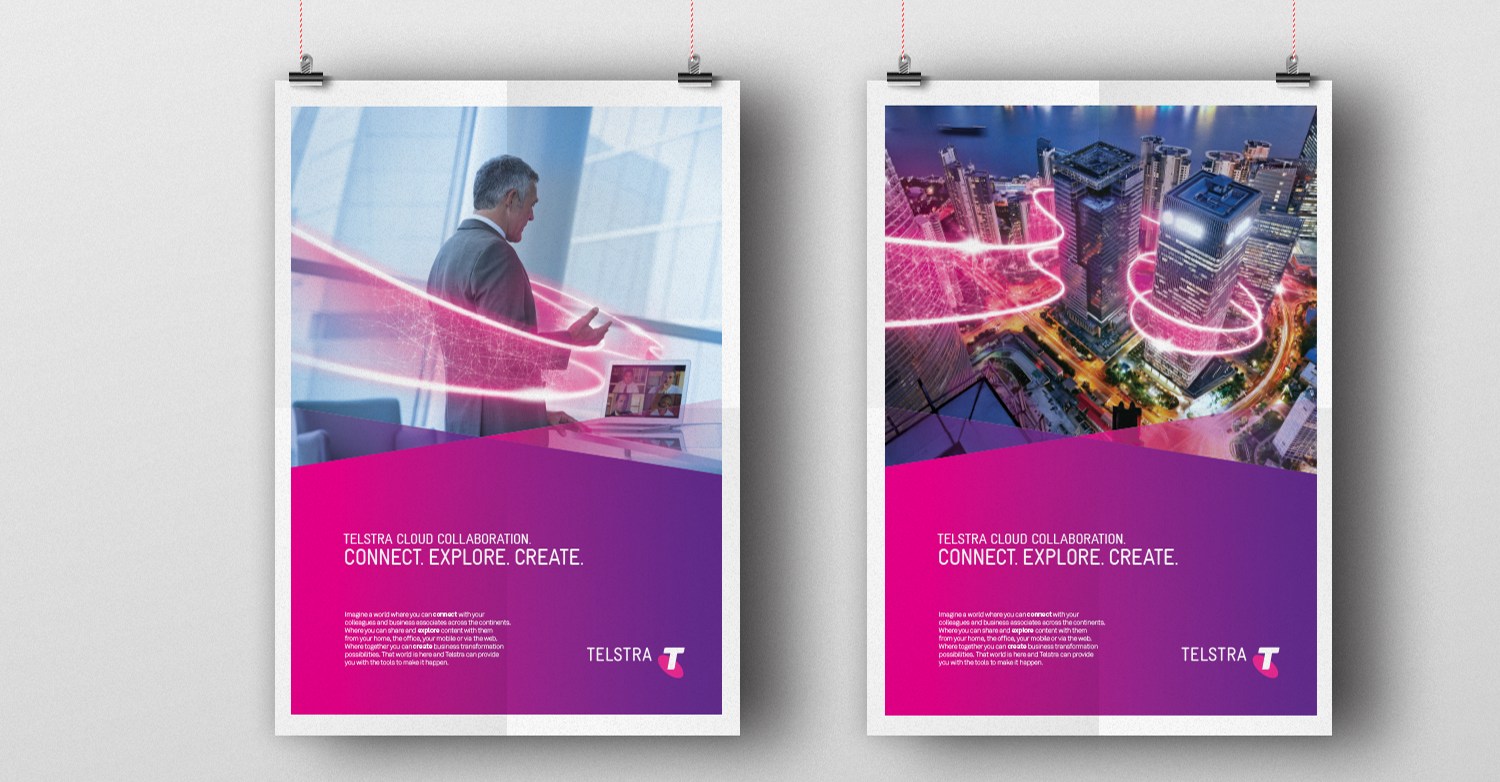 TELSTRA CLOUD COLLABORATION.
CONNECT. EXPLORE. CREATE.
Imagine a world where you can connect with your
colleagues and business associates across the continents.
Where you can share and explore content with them
from your home, the office, your mobile or via the web.
Where together you can create business transformation
possibilities. That world is here and Telstra can provide
you with the tools to make it happen.
TELSTRA T
TELSTRA CLOUD COLLABORATION.
CONNECT. EXPLORE. CREATE.
Imagine a world where you can connect with your
colleagues and business associates across the continents.
Where you can share and explore content with them
from your home, the office, your mobile or via the web.
Where together you can create business transformation
possibilities. That world is here and Telstra can provide
you with the tools to make it happen.
TELSTRA T